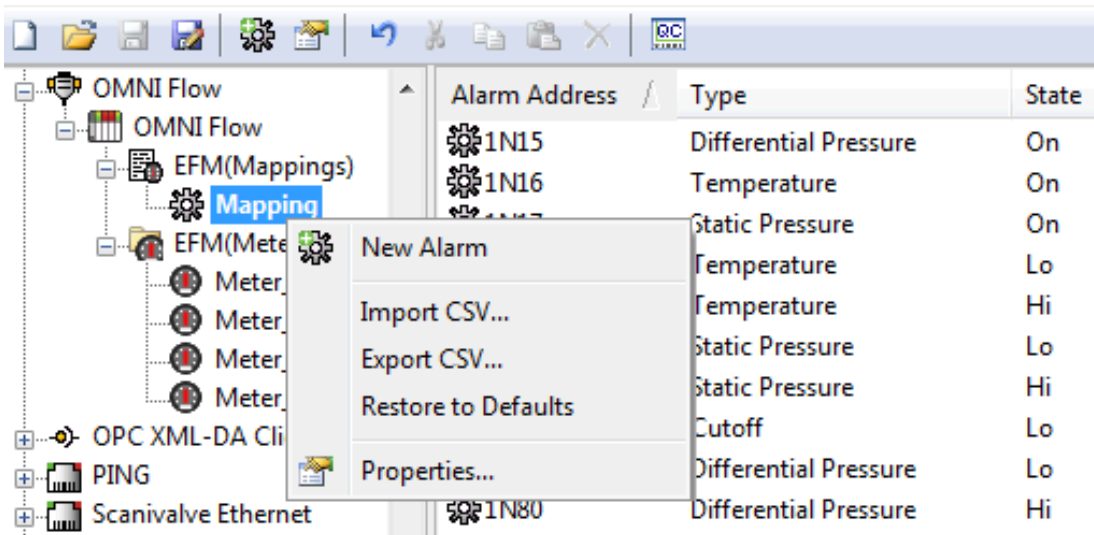 QC
OMNI Flow
OMNI Flow
EFM(Mappings)
Mapping
EFM(Mete
Meter_
Meter_
Meter_
Meter_
OPC XML-DA Cli
PING
Scanivalve Ethernet
New Alarm
Import CSV...
Export CSV...
Restore to Defaults
Properties...
Alarm Address Type State
1N15 Differential Pressure On
1N16 Temperature On
1N17 Static Pressure On
Temperature Lo
Temperature Hi
Static Pressure Lo
Static Pressure Hi
Cutoff Lo
Differential Pressure Lo
1N80 Differential Pressure Hi